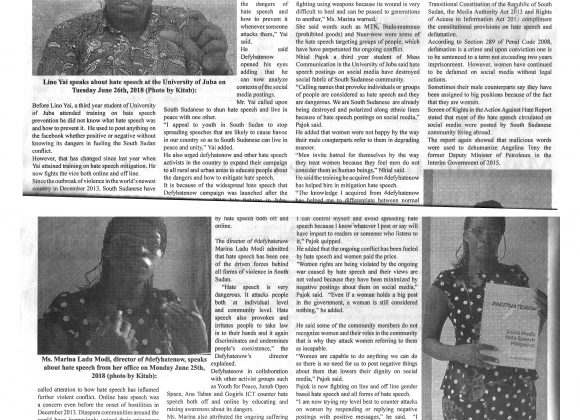 Lino Yai speaks about hate speech at the University of Juba on
Tuesday June 26th, 2018 (Photo by Kitab):
Before Lino Yai, a third year student of University
of Juba attended training on hate speech
prevention he did not know what hate speech was
and how to prevent it. He used to post anything on
the facebook whether positive or negative without
knowing its dangers in fueling the South Sudan
conflict.
However, that has changed since last year when
Yai attained training on hate speech mitigation. He
now fights the vice both online and off line.
Since the outbreak of violence in the world's newest
country in December 2013, South Sudanese have
the dangers
of hate speech
and how to
prevent it
whenever
someone attacks
them," Yai
said.
He said
Defyhatenow
opened his
eyes adding that
he can now
analyze contexts
of the social
media postings.
Mr. Yai called upon
South Sudanese to shun hate speech and live in
peace with one other.
"I appeal to youth in South Sudan to stop
spreading speeches that are likely to cause havoc
in our country so as to South Sudanese can live in
peace and unity," Yai added.
He also urged defyhatenow and other hate speech
activists in the country to expand their campaign
to all rural and urban areas to educate people about
the dangers and how to mitigate hate speech.
It is because of the widespread hate speech that
Defyhatenow campaign was launched after the
fighting using weapons because its wound is very
difficult to heal and can be passed of generations
to another," Ms. Marina warned.
She said words such as MTN, Buda-mamnuo
(prohibited goods) and Nuer-wew were some of
the hate speech targeting groups of people, which
have have perpetuated the ongoing conflict.
Nhial Pajok a third year student of Mass
Communication in the University of Juba said hate
speech postings on social media have destroyed
social fabric of South Sudanese community.
"Calling names that provoke individuals or groups
of people are considered as hate speech and they
are dangerous. We are South Sudanese: are already
being destroyed and polarized along ethnic lines
because of hate speech postings on social media,"
Pajok said.
He added that women were not happy by the way
their male counterparts refer to them in degrading
manner.
"Men invite hatred for themselves by the way
they treat women because they feel men do not
consider them as human beings," Nhial said.
He said the training he acquired from #defyhatenow
has helped him in mitigation hate speech.
"The knowledge I acquired from #defyhatenow
has helped me to differentiate between normal
Transitional Constitution of the Republic of South
Sudan, the Media Authority Act 2013 and Rights
of Access to Information Act compliment
the constitutional provisions on hate speech and
defamation.
According to Section 289 of Penal Code 2008,
defamation is a crime and upon conviction one is
to be sentenced to a term not exceeding two years
imprisonment. However, women have continued
to be defamed on social media without legal
actions.
Sometimes their male counterpart say they have
been assigned to big positions because of the fact
that they are women.
Screen of Rights in the Action Against Hate Report
stated that most of the hate speech circulated on
social media were posted by South Sudanese
community living abroad.
The report again showed that malicious words
were used to dehumanize Angelina Teny the
former Deputy Minister of Petroleum in the
Interim Government of 2015.
Ms. Marina Ladu Modi, director of #defyhatenow, speaks
about hate speech from her office on Monday June 25th,
2018 (photo by Kitab):
called attention to how hate speech has influenced
further violent conflict. Online hate speech was
a concern even before the onset of hostilities in
December 2013. Diaspora communities around the
by hate speech both off and
online.
The director of #defyhatenow
Marina Ladu Modi admitted
that hate speech has been one
of the driven forces behind
all forms of violence in South
Sudan.
"Hate speech is very
dangerous. It attacks people
both at individual level
and community level. Hate
Speech also provokes and
irritates people to take law
in to their hands and it again
discriminates and undermines
people's coexistence," the
Defyhatenow's director
explained.
Defyhatenow in collaboration
with other activist groups such
as Youth for Peace, Junub Open
Space, Ana Taban and GogIris ICT counter hate
speech both off and online by educating and
raising awareness about its dangers.
Ms. Marina also attributed the ongoing suffering
I can control myself and avoid spreading hate
speech because I know whatever I post or say will
have impact to readers or someone who listens to
it," Pajok quipped.
He added that the ongoing conflict has been fueled
by hate speech and women paid the price.
"Women rights are being violated by the ongoing
war caused by hate speech and their views are
not valued because they have been minimized by
negative postings about them on social media,"
Pajok said. "Even if a woman holds a big post
in the government, a woman is still considered
nothing," he added.
He said some of the community members do not
recognize women and their roles in the community
that is why they attack women referring to them
as incapable.
"Women are capable to do anything we can do
so there is no need for us to post negative things
about them that lowers their dignity on social
media," Pajok said.
Pajok is now fighting on line and off line gender
based hate speech and all forms of hate speech.
"I am now trying my level best to counter attacks
on women by responding or replying negative
postings with positive messages," he said. "I
#DEFYHATENOW
Social Media
Hate Speech
Mitigation